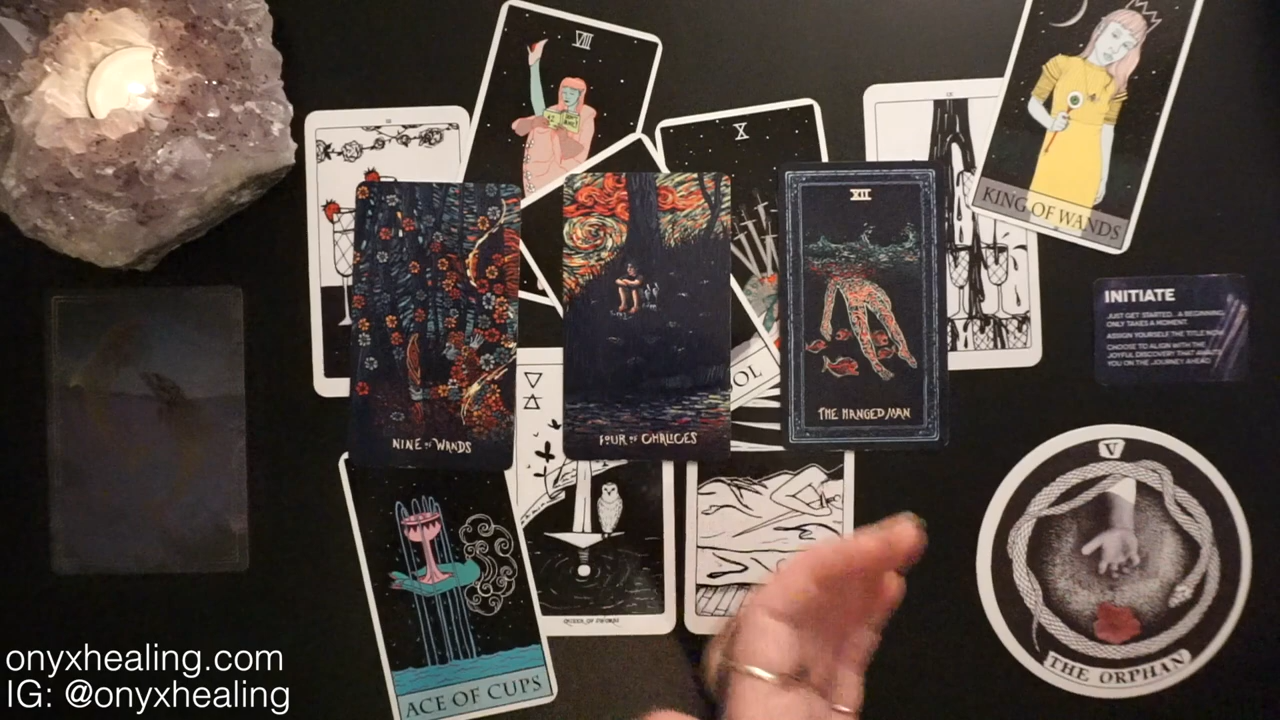 VIII
X
KING OF WANDS
INITIATE
JUST GET STARTED. A BEGINNING
ONLY TAKES A MOMENT.
ASSIGN YOURSELF THE TITLE NOW.
CHOOSE TO ALIGN WITH THE
JOYFUL DISCOVERY THAT AWAITS
YOU ON THE JOURNEY AHEAD.
XII
NINE OF WANDS
FOUR OF CHALICES
THE HANGED MAN
OL
QUEEN OF SWORDS
ACE OF CUPS
V
THE ORPHAN
onyxhealing.com
IG: @onyxhealing